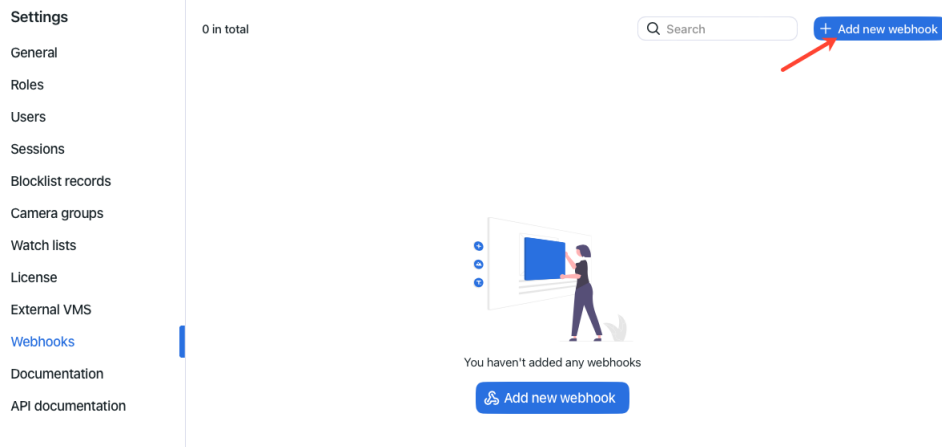 Settings
General
Roles
Users
Sessions
Blocklist records
Camera groups
Watch lists
License
External VMS
Webhooks
Documentation
API documentation
0 in total
Search
Add new webhook
You haven't added any webhooks
Add new webhook